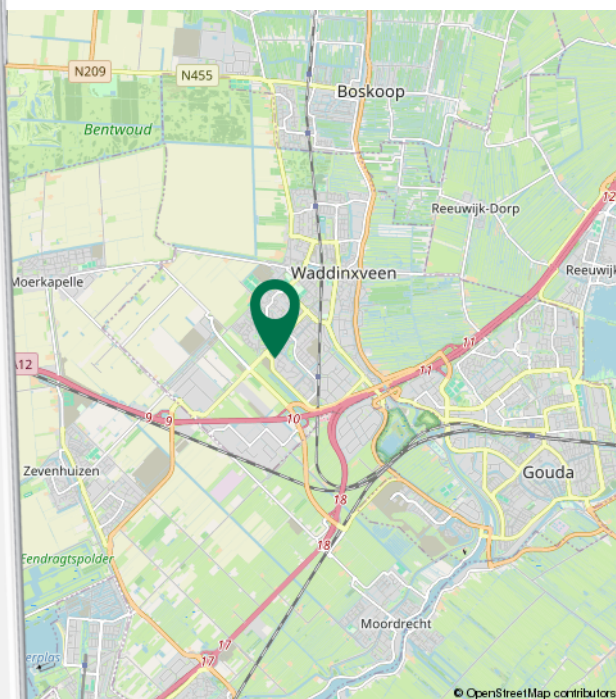 N209
N455
Boskoop
Bentwoud
Reeuwijk-Dorp
12
Waddinxveen
Reeuwijk
Moerkapelle
11
11
A12
9
9
10
Zevenhuizen
Gouda
18
18
Eendragtspolder
Moordrecht
17
17
erplas
© OpenStreetMap contributors